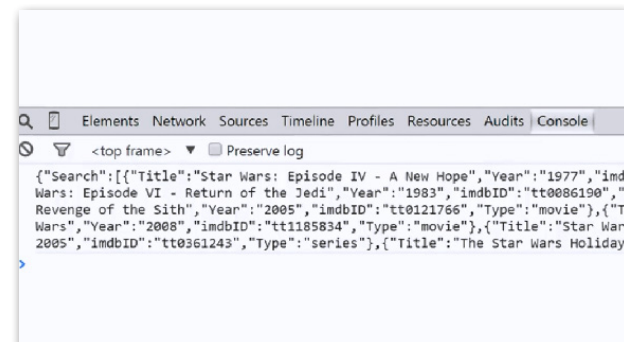 Elements Network Sources Timeline Profiles Resources Audits Console
<top frame> ▼ Preserve log
{"Search":[{"Title":"Star Wars: Episode IV - A New Hope","Year":"1977","imd
Wars: Episode VI - Return of the Jedi","Year":"1983","imdbID":"tt0086190","
Revenge of the Sith","Year":"2005","imdbID":"tt0121766","Type":"movie"},{"T
Wars","Year":"2008","imdbID":"tt1185834","Type":"movie"},{"Title":"Star War
2005","imdbID":"tt0361243","Type":"series"},{"Title":"The Star Wars Holiday
>